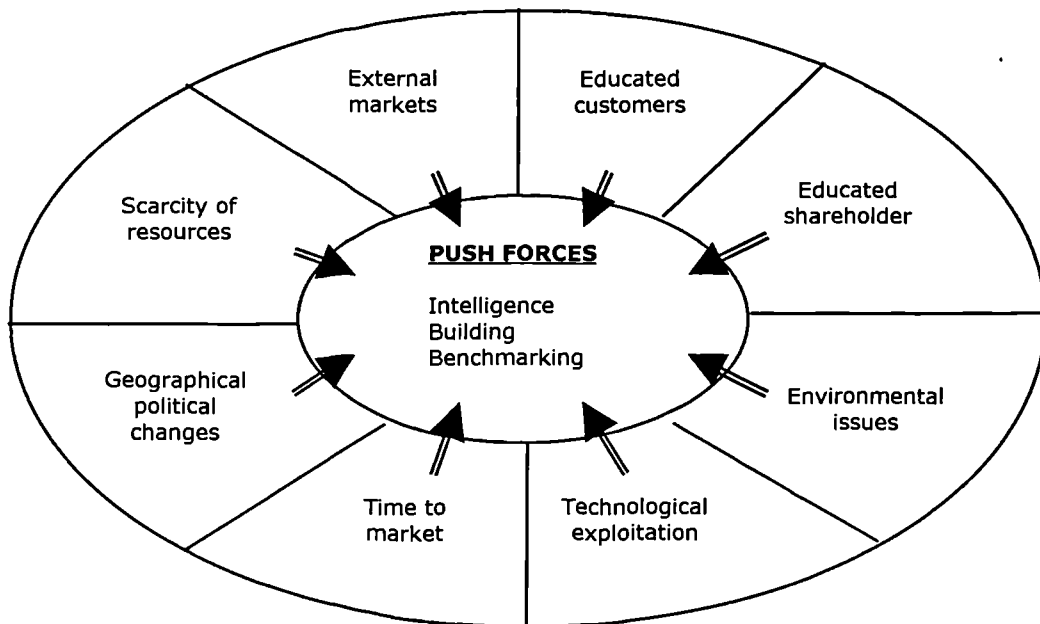 External
markets
Educated
customers
Scarcity of
resources
Educated
shareholder
PUSH FORCES
Intelligence
Building
Benchmarking
Geographical
political
changes
Environmental
issues
Time to
market
Technological
exploitation